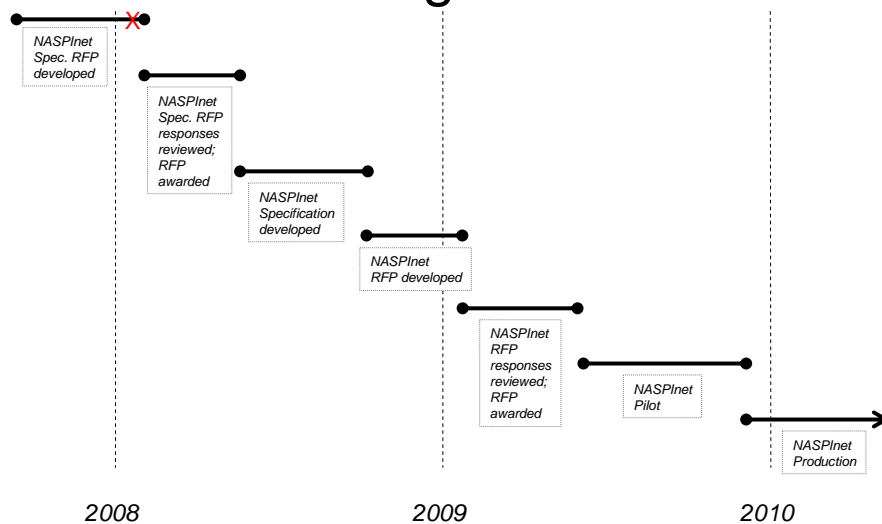 NASPInet
Spec. RFP
developed
NASPInet
Spec. RFP
responses
reviewed;
RFP
awarded
NASPInet
Specification
developed
NASPInet
RFP developed
NASPInet
RFP
responses
reviewed;
RFP
awarded
NASPInet
Pilot
NASPInet
Production
2008
2009
2010